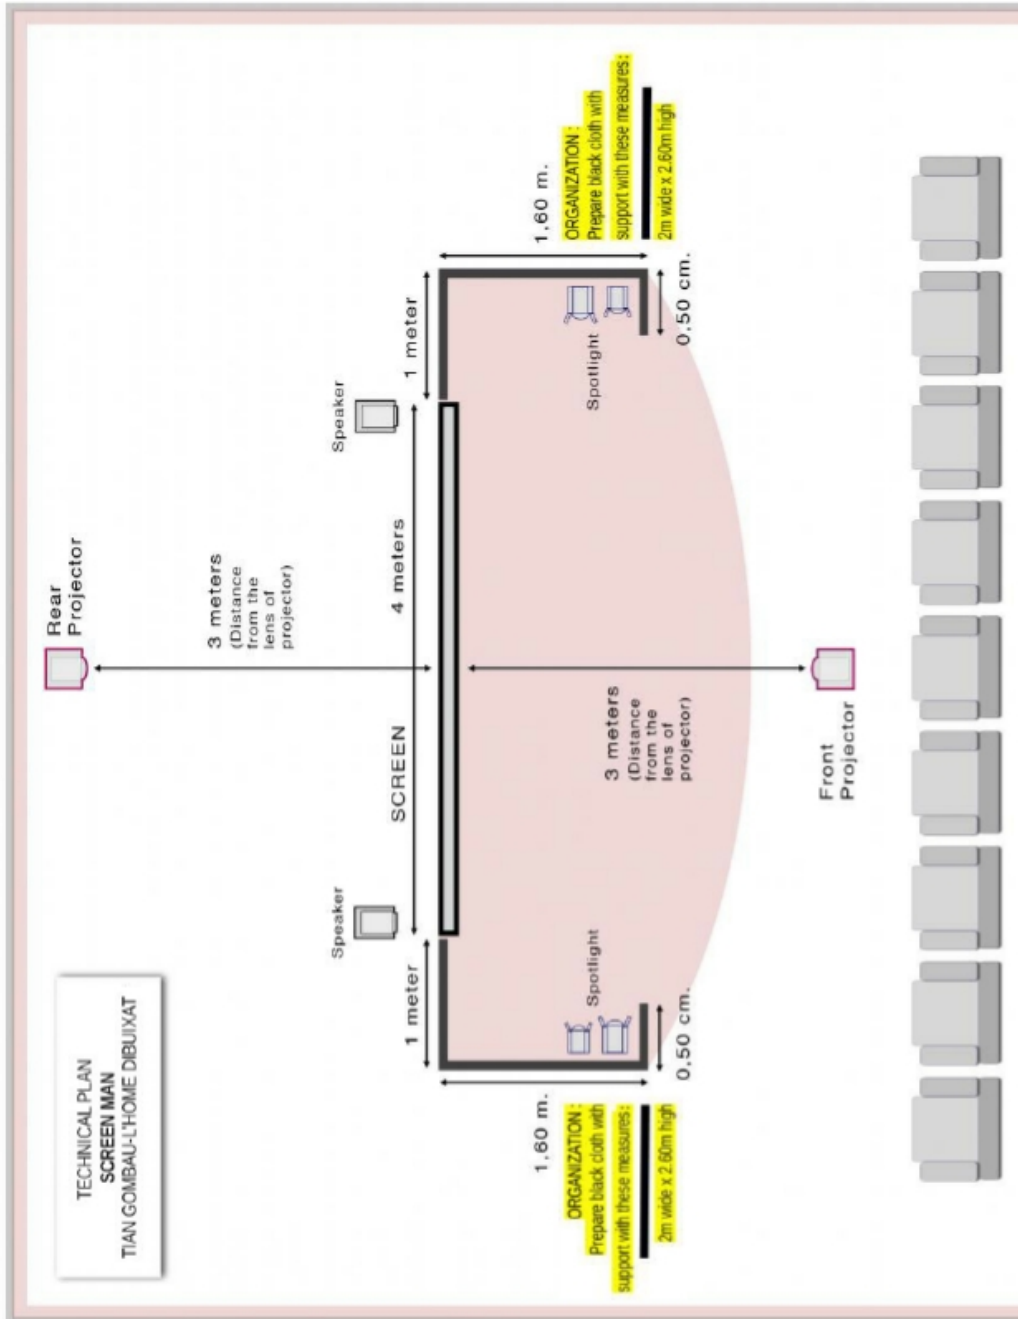 TECHNICAL PLAN
SCREEN MAN
TIAN GOMBAU-L'HOME DIBUIXAT
Rear
Projector
3 meters
(Distance
from the
lens of
projector)
Speaker
Speaker
1 meter
SCREEN
4 meters
1 meter
1,60 m.
1,60 m.
Spotlight
Spotlight
ORGANIZATION :
Prepare black cloth with
support with these measures :
2m wide x 2.60m high
0,50 cm.
3 meters
(Distance
from the
lens of
projector)
0,50 cm.
ORGANIZATION :
Prepare black cloth with
support with these measures :
2m wide x 2.60m high
Front
Projector